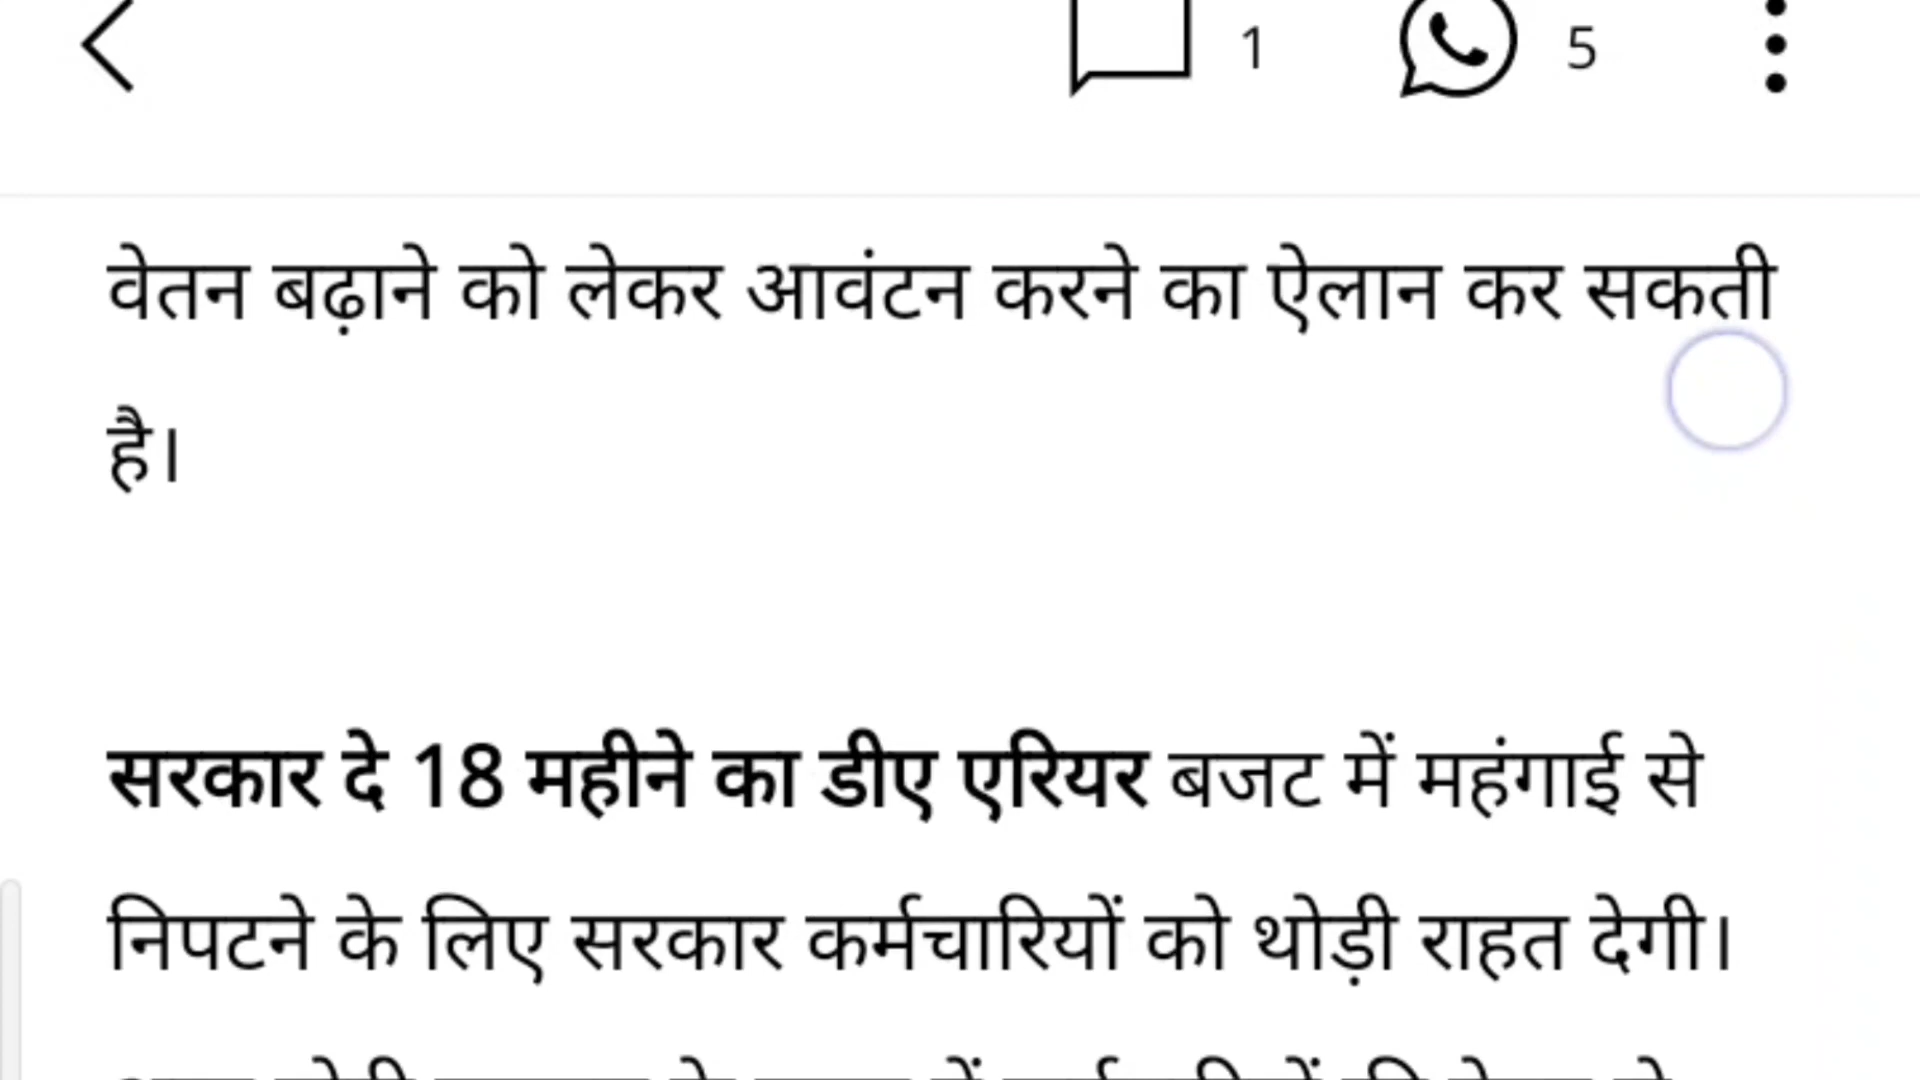 1 5
वेतन बढ़ाने को लेकर आवंटन करने का ऐलान कर सकती
है।
सरकार दे 18 महीने का डीए एरियर बजट में महंगाई से
निपटने के लिए सरकार कर्मचारियों को थोड़ी राहत देगी।